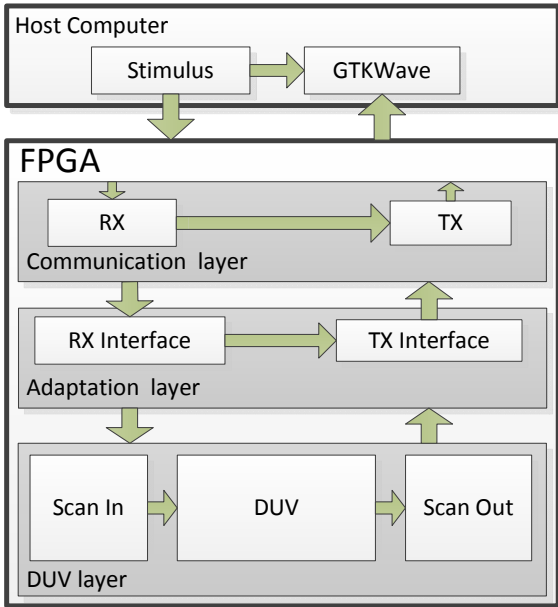 Host Computer
Stimulus
GTKWave
FPGA
RX
TX
Communication layer
RX Interface
TX Interface
Adaptation layer
Scan In
DUV
Scan Out
DUV layer